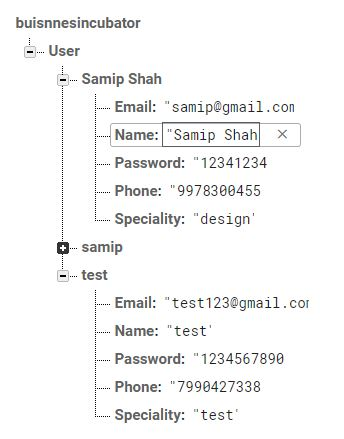 buisnnesincubator
User
Samip Shah
Email: "samip@gmail.com
Name: "Samip Shah ×
Password: "12341234
Phone: "9978300455
Speciality: "design'
samip
test
Email: "test123@gmail.com
Name: "test'
Password: "1234567890
Phone: "7990427338
Speciality: "test'